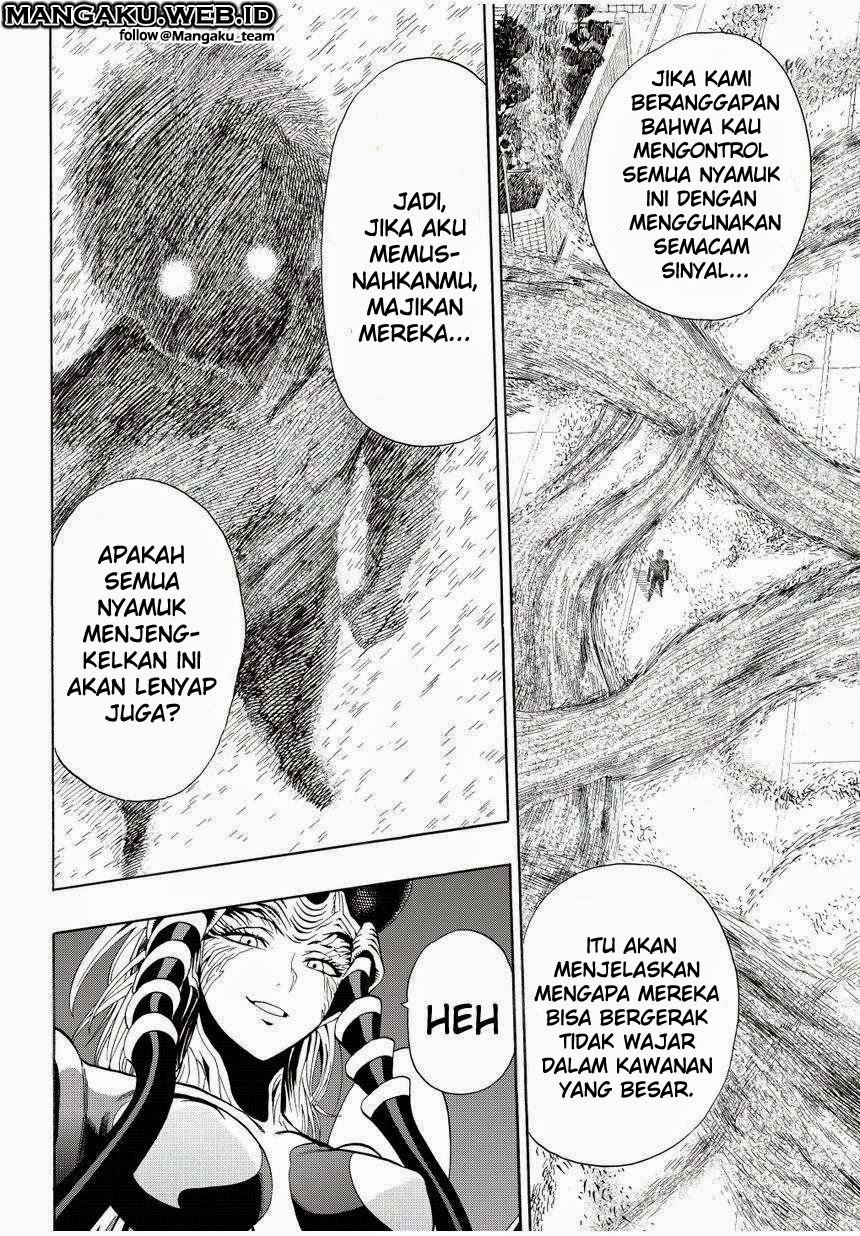 MANGAKU.WEB.ID
follow @Mangaku_team
JIKA KAMI
BERANGGAPAN
BAHWA KAU
MENGONTROL
SEMUA NYAMUK
INI DENGAN
MENGGUNAKAN
SEMACAM
SINYAL...
ITU AKAN
MENJELASKAN
MENGAPA MEREKA
BISA BERGERAK
TIDAK WAJAR
DALAM KAWANAN
YANG BESAR.
JADI,
JIKA AKU
MEMUS-
NAHKANMU,
MAJIKAN
MEREKA...
APAKAH
SEMUA
NYAMUK
MENJENG-
KELKAN INI
AKAN LENYAP
JUGA?
HEH